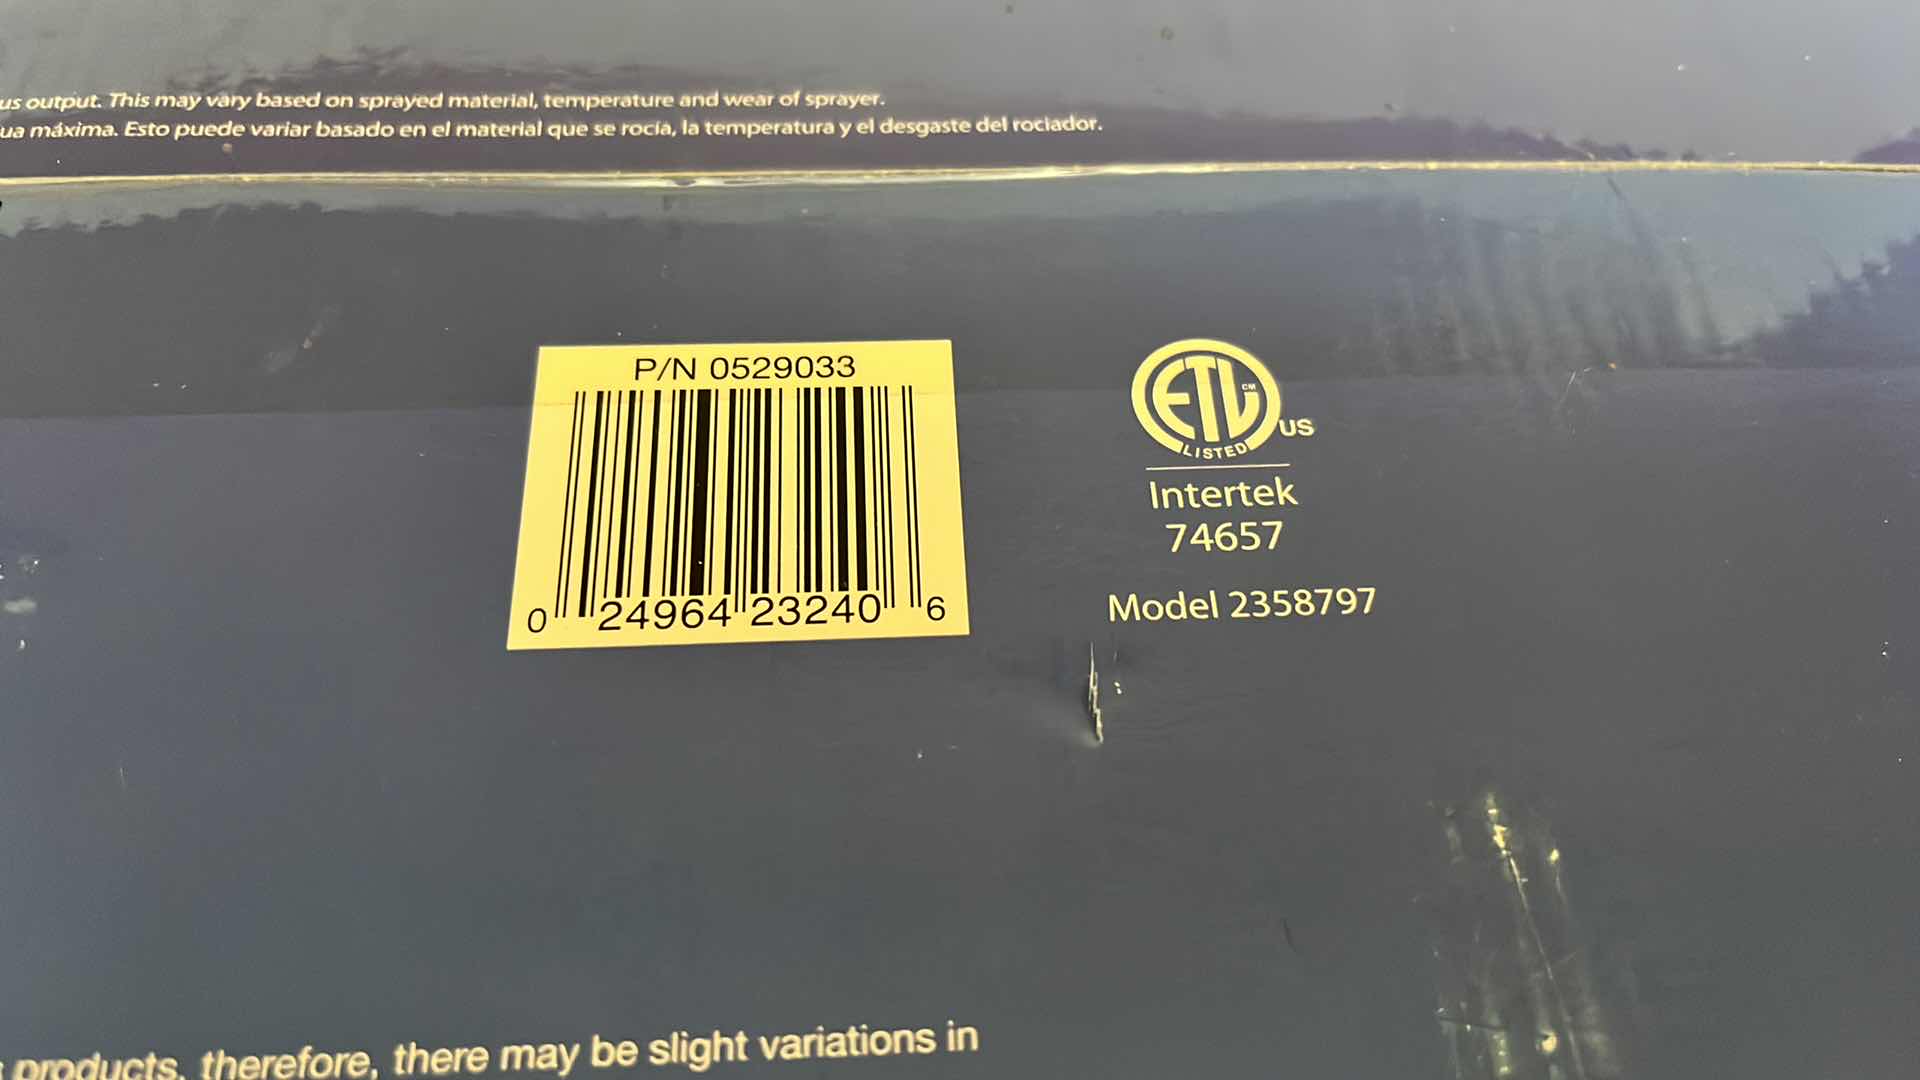 us output. This may vary based on sprayed material, temperature and wear of sprayer.
ua máxima. Esto puede variar basado en el material que se rocía, la temperatura y el desgaste del rociador.
P/N 0529033
0 24964 23240 6
ETL CM
LISTED
US
Intertek
74657
Model 2358797
products, therefore, there may be slight variations in